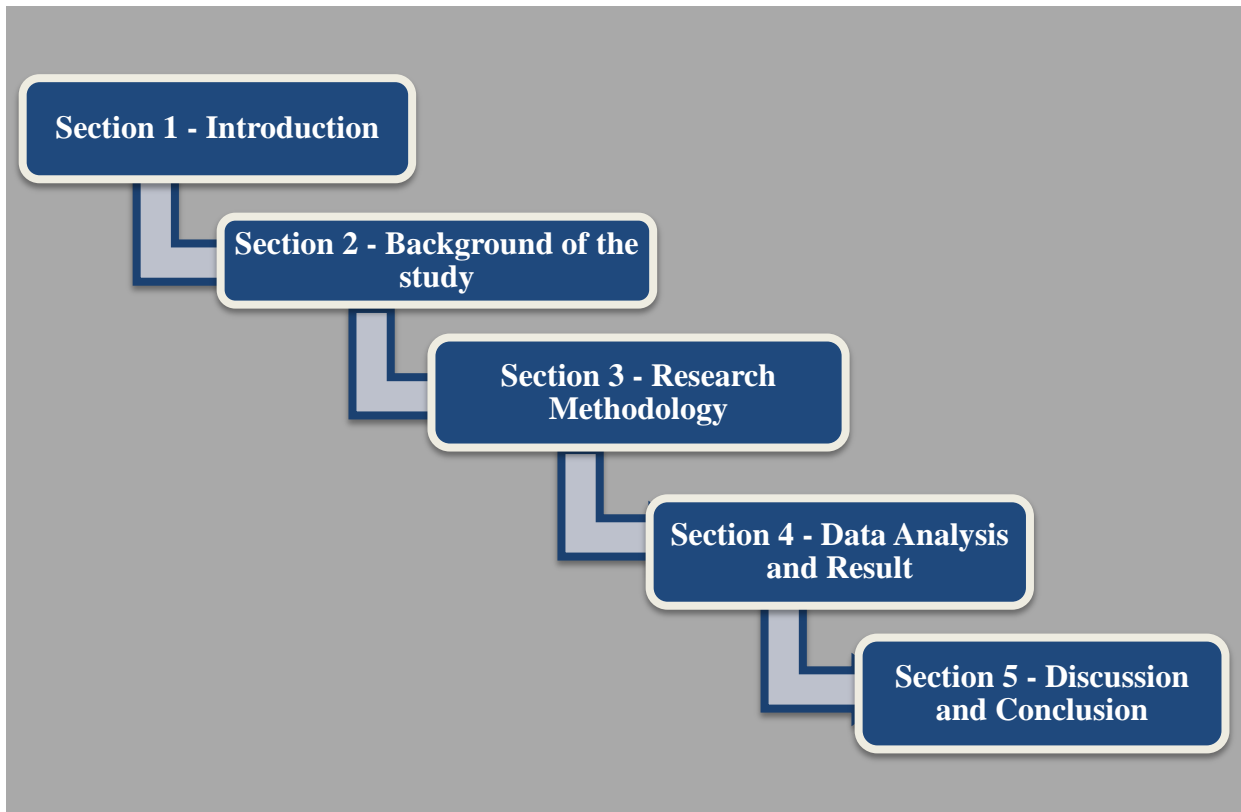 Section 1 - Introduction
Section 2 - Background of the
study
Section 3 - Research
Methodology
Section 4 - Data Analysis
and Result
Section 5 - Discussion
and Conclusion